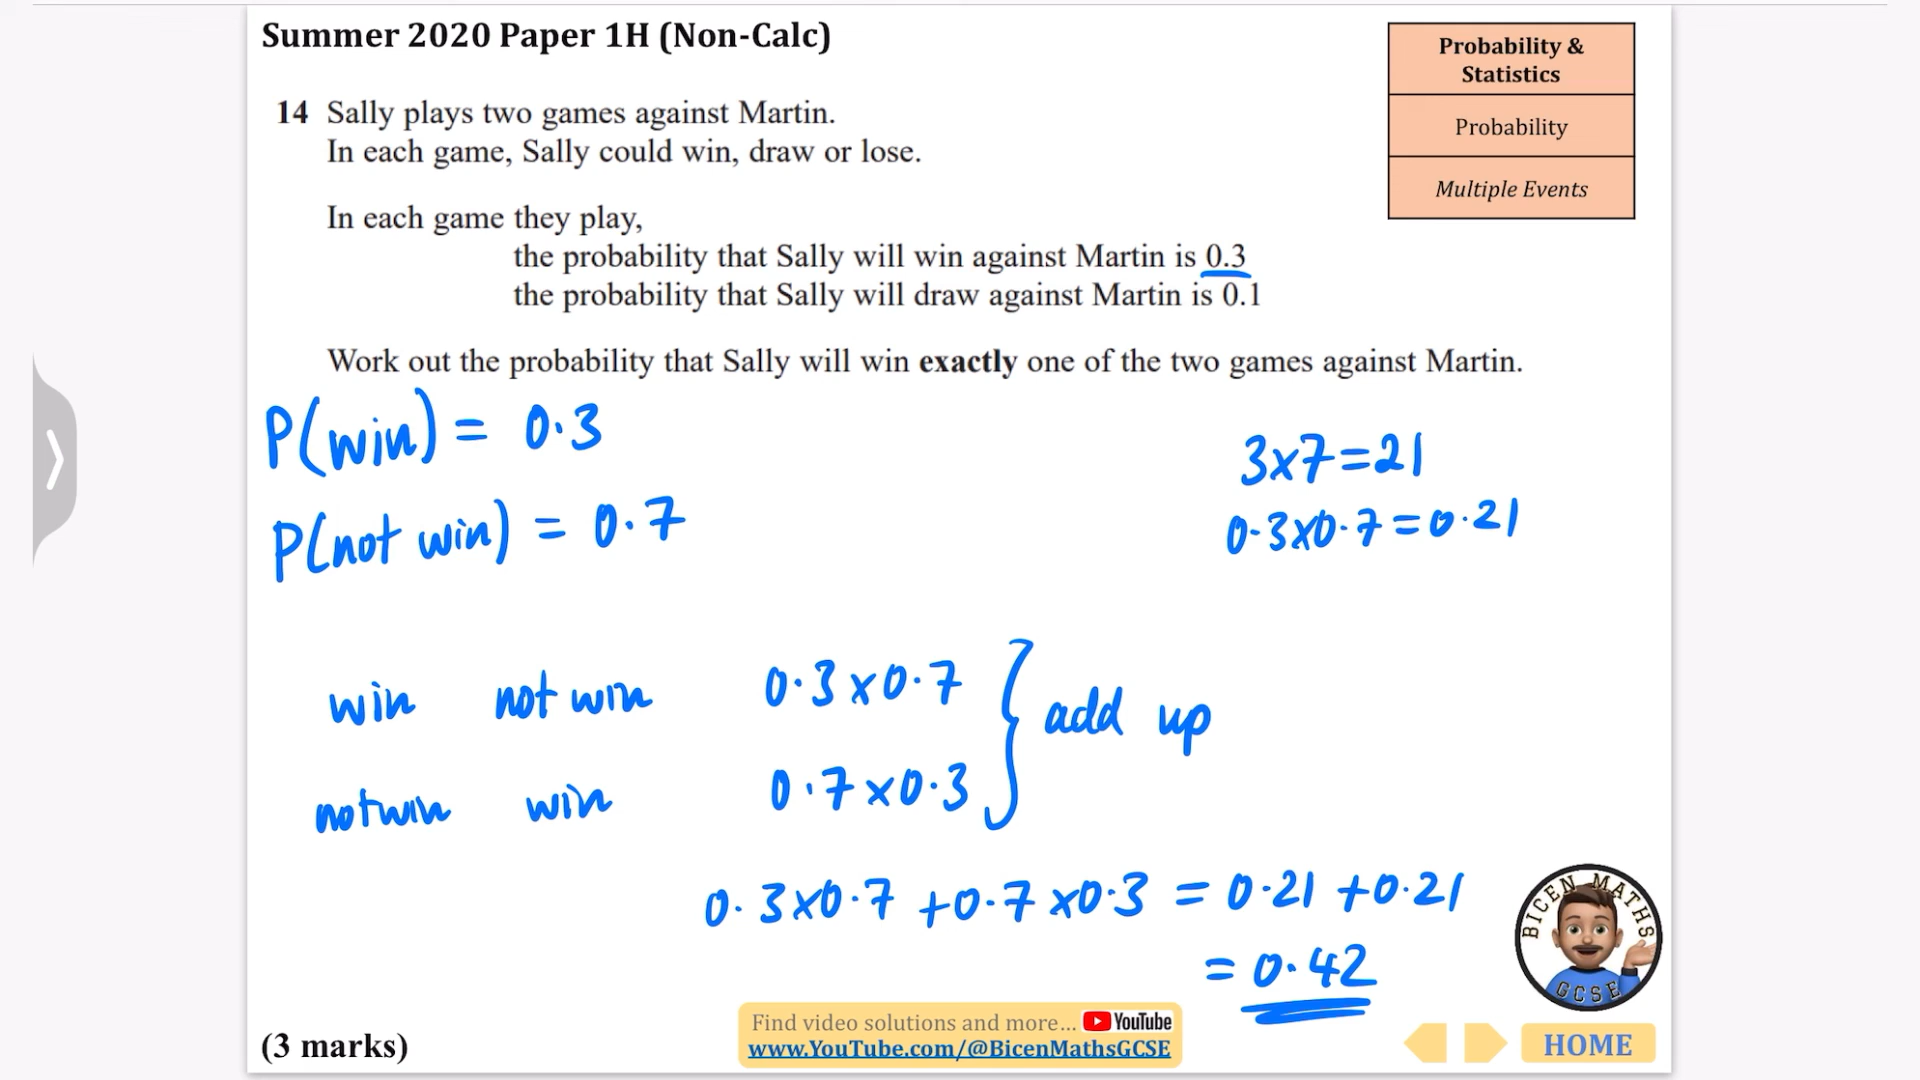 Summer 2020 Paper 1H (Non-Calc)
Probability &
Statistics
Probability
Multiple Events
14 Sally plays two games against Martin.
In each game, Sally could win, draw or lose.
In each game they play,
the probability that Sally will win against Martin is 0.3
the probability that Sally will draw against Martin is 0.1
Work out the probability that Sally will win exactly one of the two games against Martin.
P(win) = 0.3
P(not win) = 0.7
3x7=21
0.3x0.7=0.21
win not win 0.3x0.7
add up
notwin win 0.7x0.3
0.3x0.7+0.7x0.3 = 0.21+0.21
= 0.42
BICEN MATHS
GCSE
(3 marks)
Find video solutions and more... YouTube
www.YouTube.com/@BicenMathsGCSE
HOME